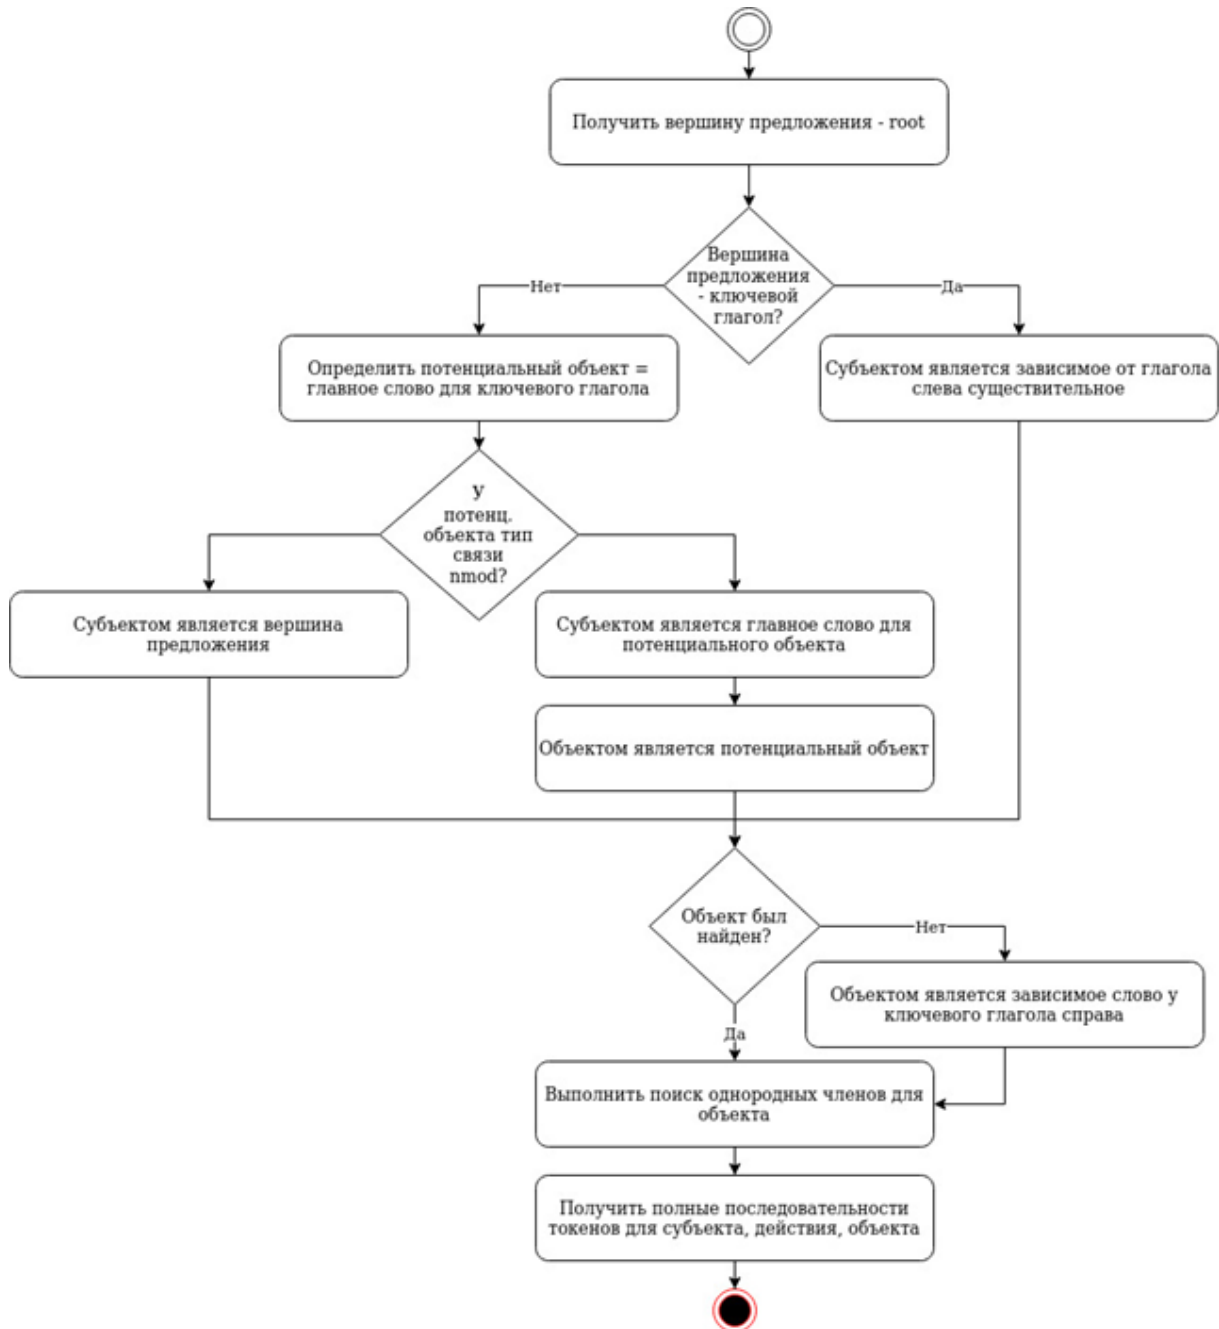 Получить вершину предложения - root
Вершина
предложения
- ключевой
глагол?
Нет
Да
Определить потенциальный объект =
главное слово для ключевого глагола
Субъектом является зависимое от глагола
слева существительное
У
потенц.
объекта тип
связи
nmod?
Субъектом является вершина
предложения
Субъектом является главное слово для
потенциального объекта
Объектом является потенциальный объект
Объект был
найден?
Нет
Объектом является зависимое слово у
ключевого глагола справа
Да
Выполнить поиск однородных членов для
объекта
Получить полные последовательности
токенов для субъекта, действия, объекта